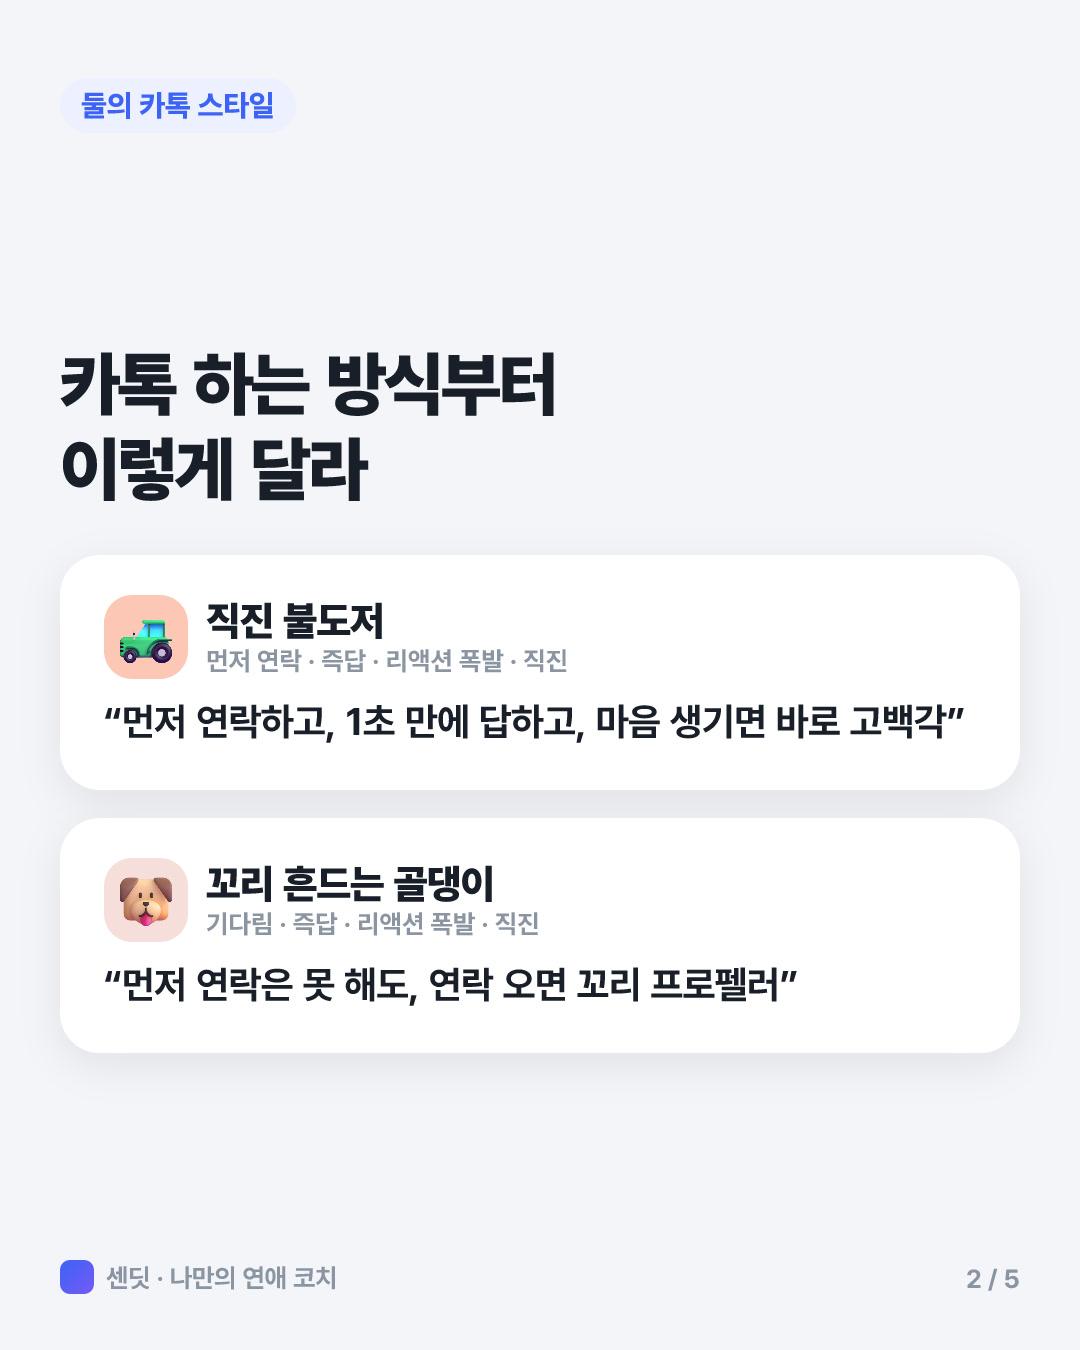 둘의 카톡 스타일
카톡 하는 방식부터
이렇게 달라
직진 불도저
먼저 연락 · 즉답 · 리액션 폭발 · 직진
“먼저 연락하고, 1초 만에 답하고, 마음 생기면 바로 고백각”
꼬리 흔드는 골댕이
기다림 · 즉답 · 리액션 폭발 · 직진
“먼저 연락은 못 해도, 연락 오면 꼬리 프로펠러”
센딧 · 나만의 연애 코치
2 / 5